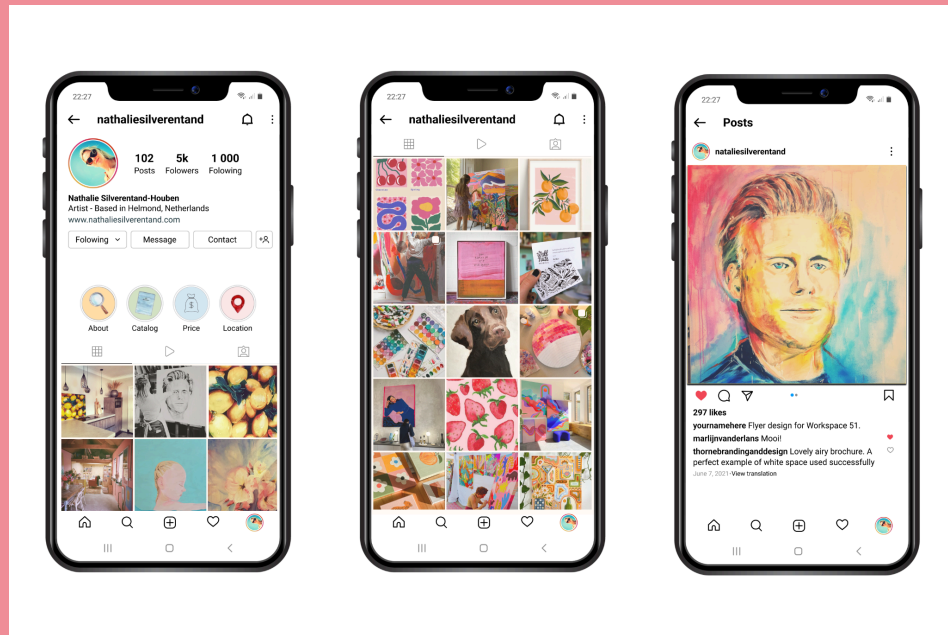 22:27
nathaliesilverentand
102 5k 1 000
Posts Followers Folowing
Nathalie Silverentand-Houben
Artist - Based in Helmond, Netherlands
www.nathaliesilverentand.com
Following Message Contact
About Catalog Price Location
22:27
nathaliesilverentand
22:27
Posts
nataliesilverentand
297 likes
yournamehere Flyer design for Workspace 51.
marlijnvanderlans Mooi!
thornebrandinganddesign Lovely airy brochure. A
perfect example of white space used successfully
June 7, 2021·View translation